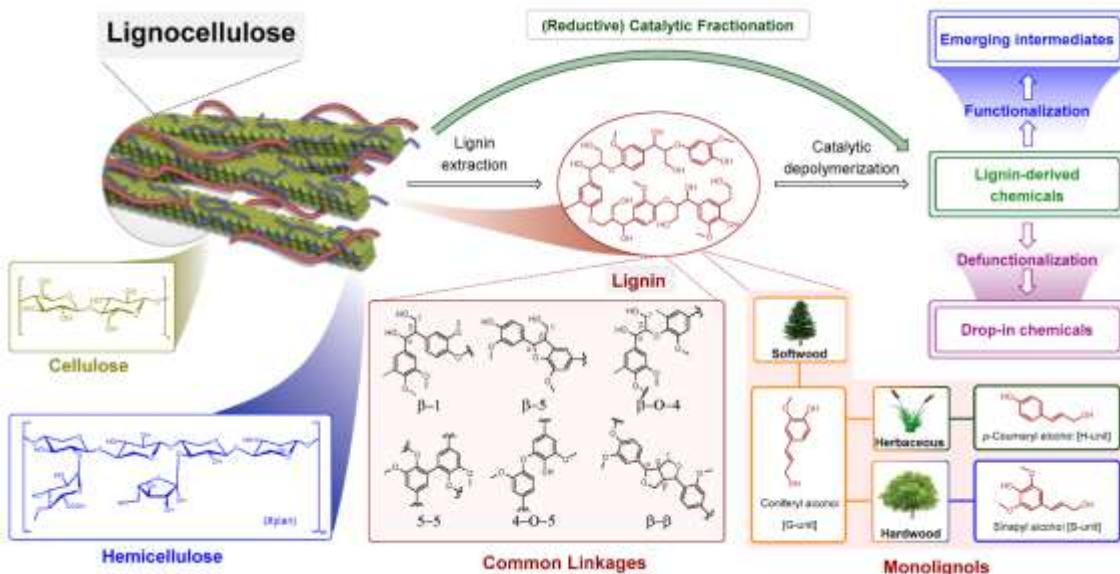 Lignocellulose
(Reductive) Catalytic Fractionation
Emerging intermediates
Functionalization
Lignin
extraction
Catalytic
depolymerization
Lignin-derived
chemicals
Defunctionalization
Drop-in chemicals
Lignin
Cellulose
(Xylan)
Hemicellulose
β–1
β–5
β–O–4
5–5
4–O–5
β–β
Common Linkages
Softwood
Coniferyl alcohol
[G-unit]
Herbaceous
p-Coumaryl alcohol [H-unit]
Hardwood
Sinapyl alcohol [S-unit]
Monolignols